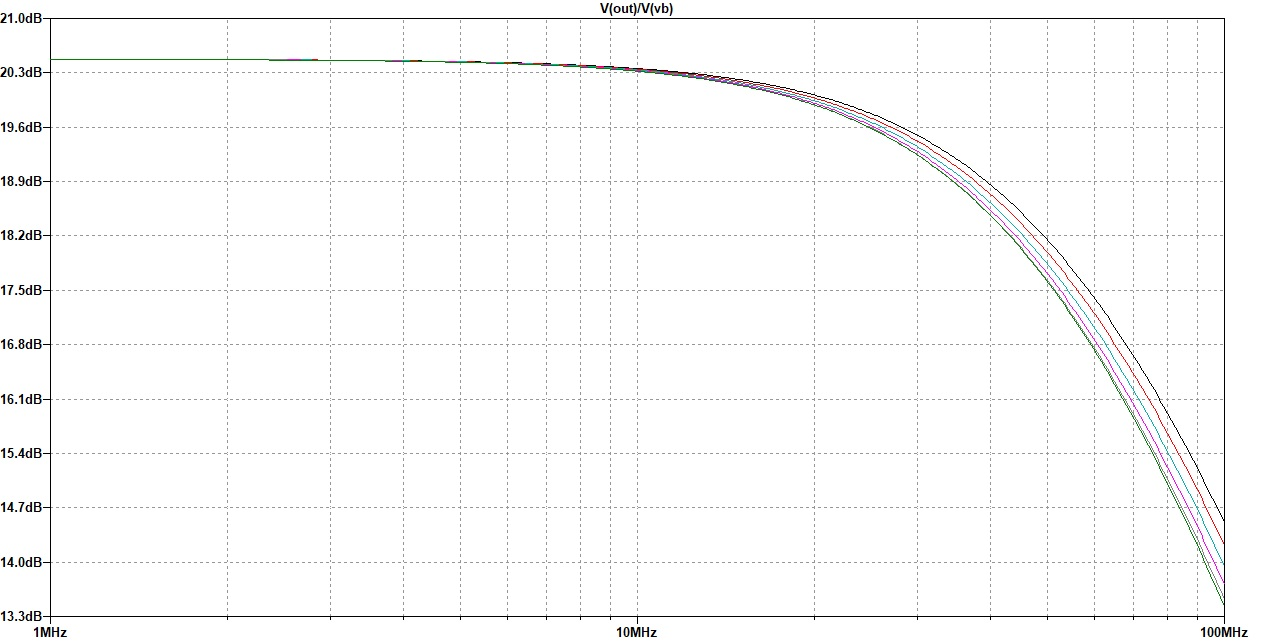 V(out)/V(vb)
21.0dB
20.3dB
19.6dB
18.9dB
18.2dB
17.5dB
16.8dB
16.1dB
15.4dB
14.7dB
14.0dB
13.3dB
1MHz 10MHz 100MHz